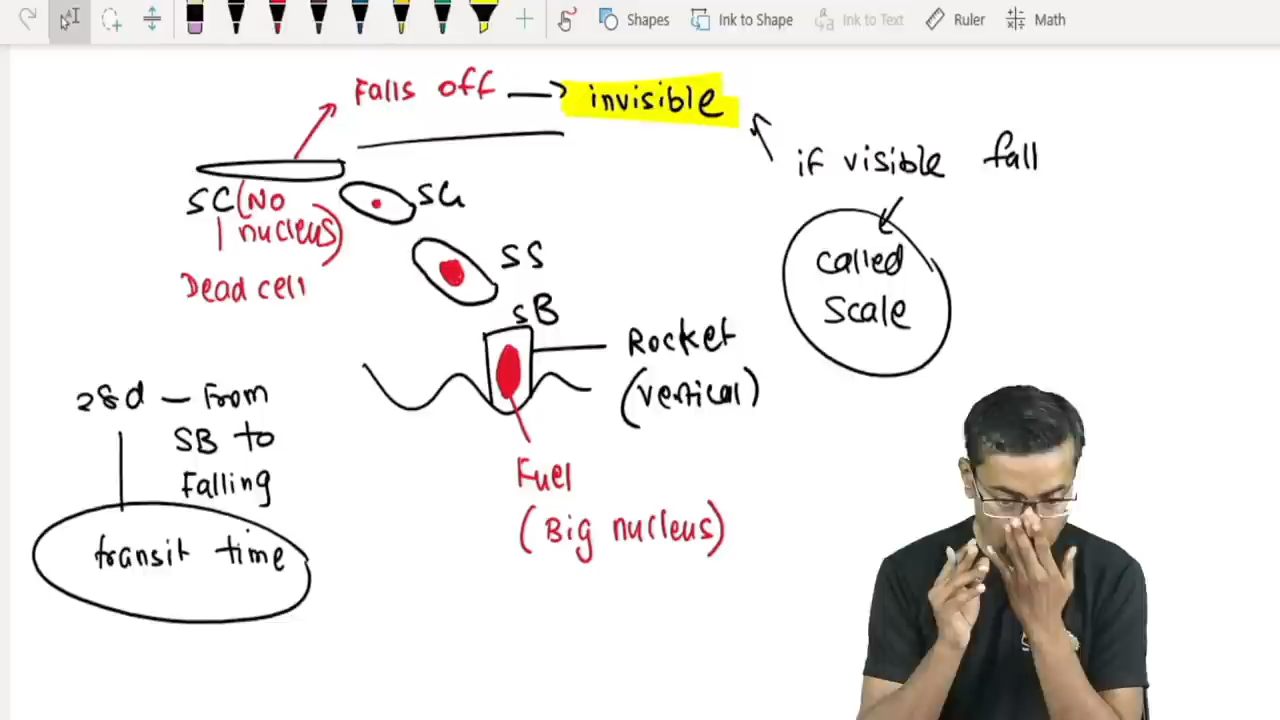 Shapes
Ink to Shape
Ink to Text
Ruler
Math
Falls off
invisible
if visible fall
called
scale
SC (No
nucleus)
Dead cell
SG
SS
SB
Rocket
(vertical)
Fuel
(Big nucleus)
28d — From
SB to
Falling
transit time